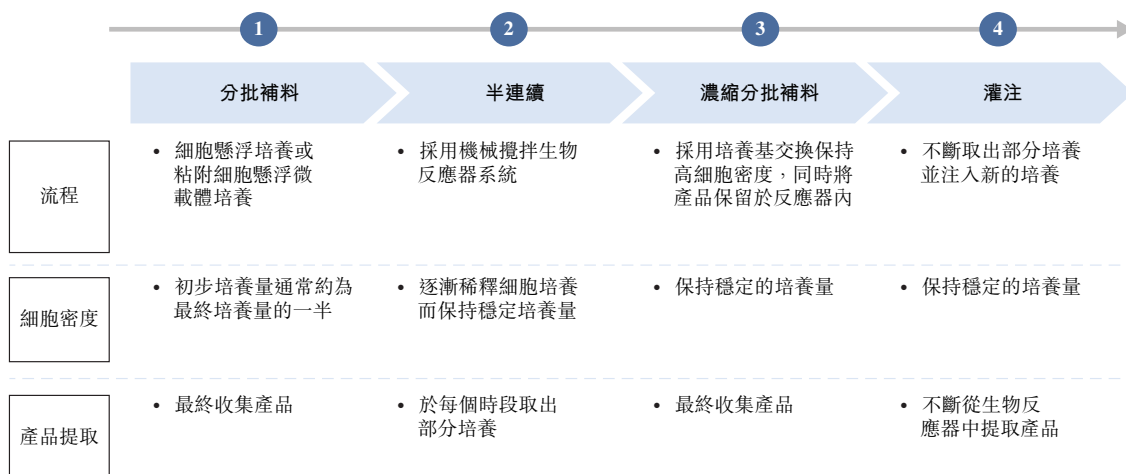 1
2
3
4
分批補料
半連續
濃縮分批補料
灌注
流程
• 細胞懸浮培養或
粘附細胞懸浮微
載體培養
• 採用機械攪拌生物
反應器系統
• 採用培養基交換保持
高細胞密度，同時將
產品保留於反應器內
• 不斷取出部分培養
並注入新的培養
細胞密度
• 初步培養量通常約為
最終培養量的一半
• 逐漸稀釋細胞培養
而保持穩定培養量
• 保持穩定的培養量
• 保持穩定的培養量
產品提取
• 最終收集產品
• 於每個時段取出
部分培養
• 最終收集產品
• 不斷從生物反
應器中提取產品